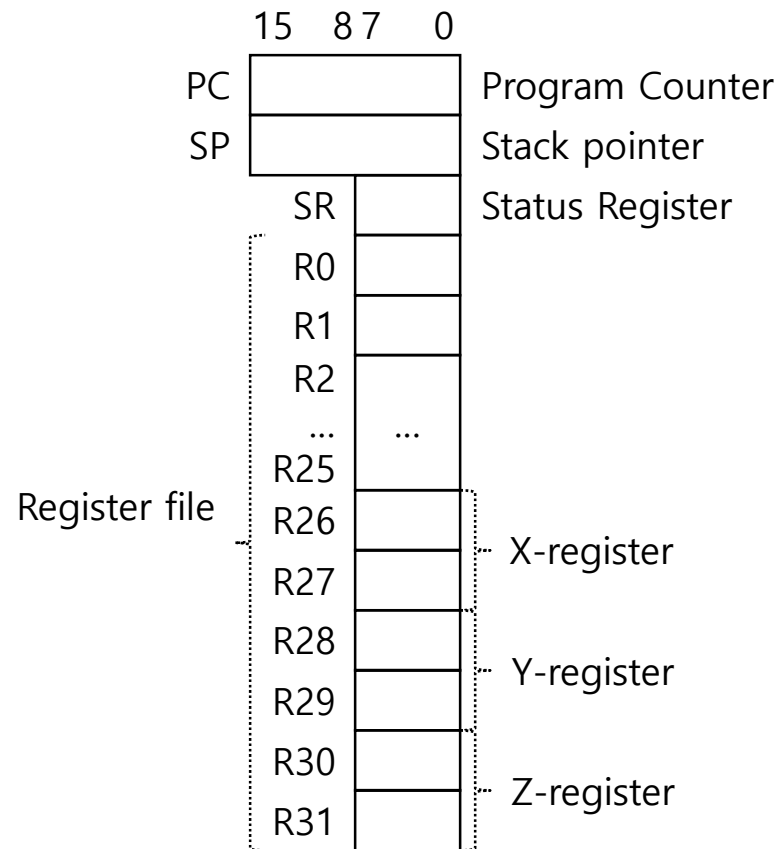 15 8 7 0
PC Program Counter
SP Stack pointer
SR Status Register
R0
R1
R2
... ...
R25
Register file
R26
X-register
R27
R28
Y-register
R29
R30
Z-register
R31